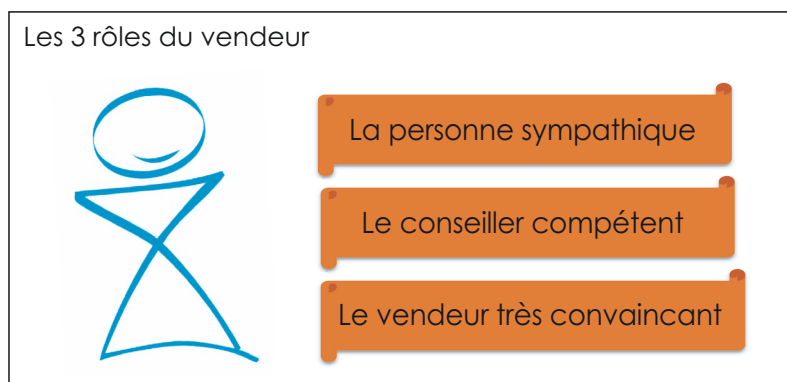 Les 3 rôles du vendeur
La personne sympathique
Le conseiller compétent
Le vendeur très convaincant